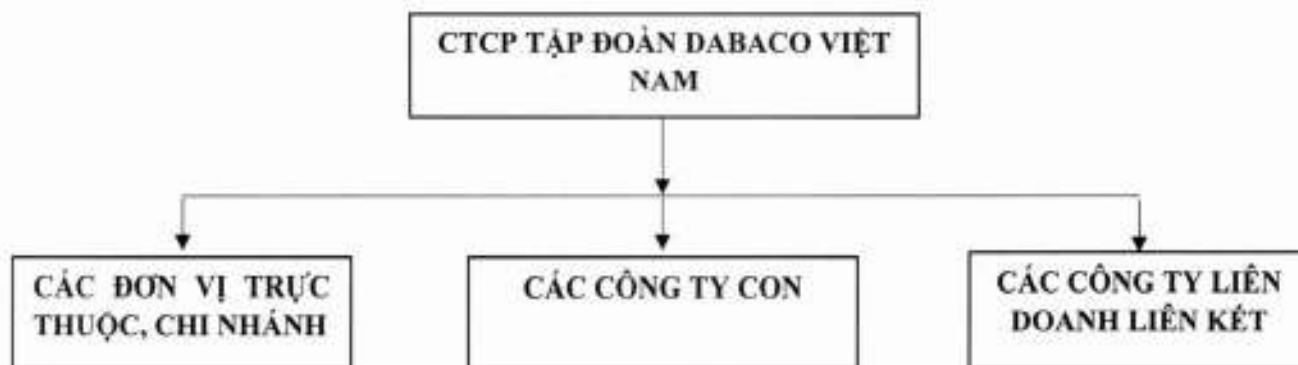 CTCP TẬP ĐOÀN DABACO VIỆT
NAM
CÁC ĐƠN VỊ TRỰC
THUỘC, CHI NHÁNH
CÁC CÔNG TY CON
CÁC CÔNG TY LIÊN
DOANH LIÊN KẾT